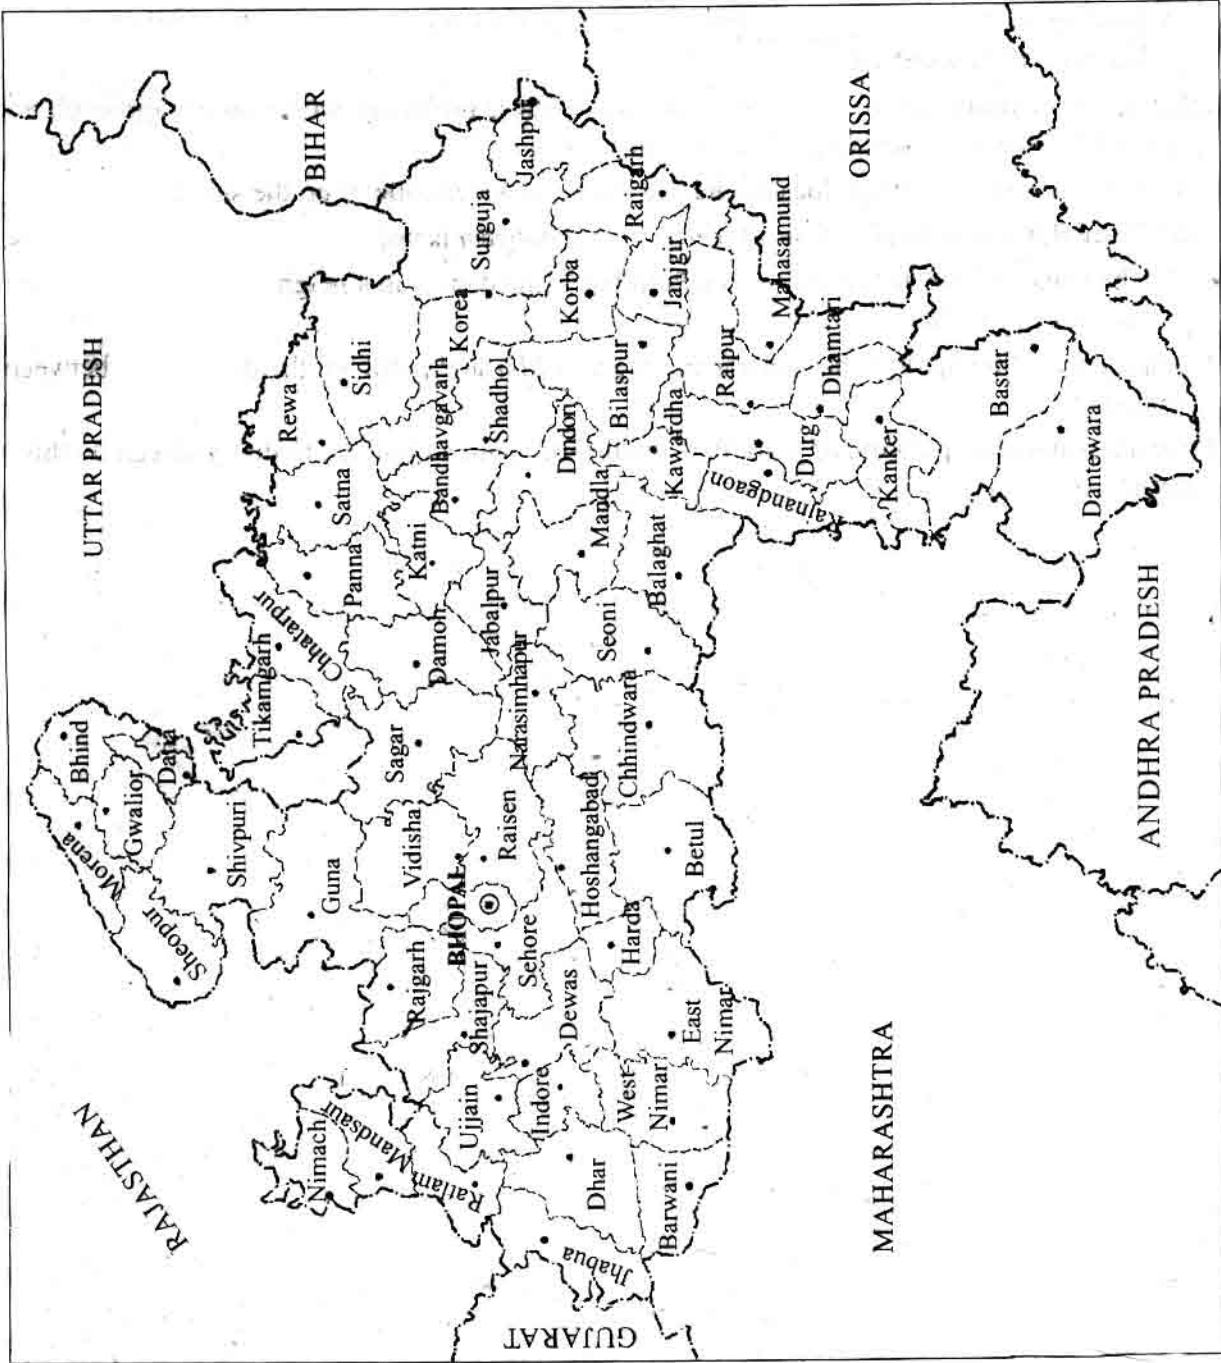 UTTAR PRADESH
BIHAR
RAJASTHAN
GUJARAT
MAHARASHTRA
ANDHRA PRADESH
ORISSA
Bhind
Morena
Gwalior
Datia
Sheopur
Shivpuri
Tikamgarh
Chhatarpur
Guna
Panna
Satna
Rewa
Sidhi
Nimach
Mandsaur
Ratlam
Rajgarh
Vidisha
Sagar
Damoh
Katni
Bandhavgavarh
Korea
Surguja
Jashpur
BHOPAL
Ujjain
Shajapur
Sehore
Raisen
Narasimhapur
Jabalpur
Shadhol
Dindori
Korba
Raigarh
Jhabua
Dhar
Indore
Dewas
Hoshangabad
Harda
Chhindwara
Seoni
Mandla
Bilaspur
Janjgir
Barwani
West
Nimar
East
Nimar
Betul
Balaghat
Kawardha
Raipur
Mahasamund
Rajnandgaon
Durg
Dhamtari
Kanker
Bastar
Dantewara